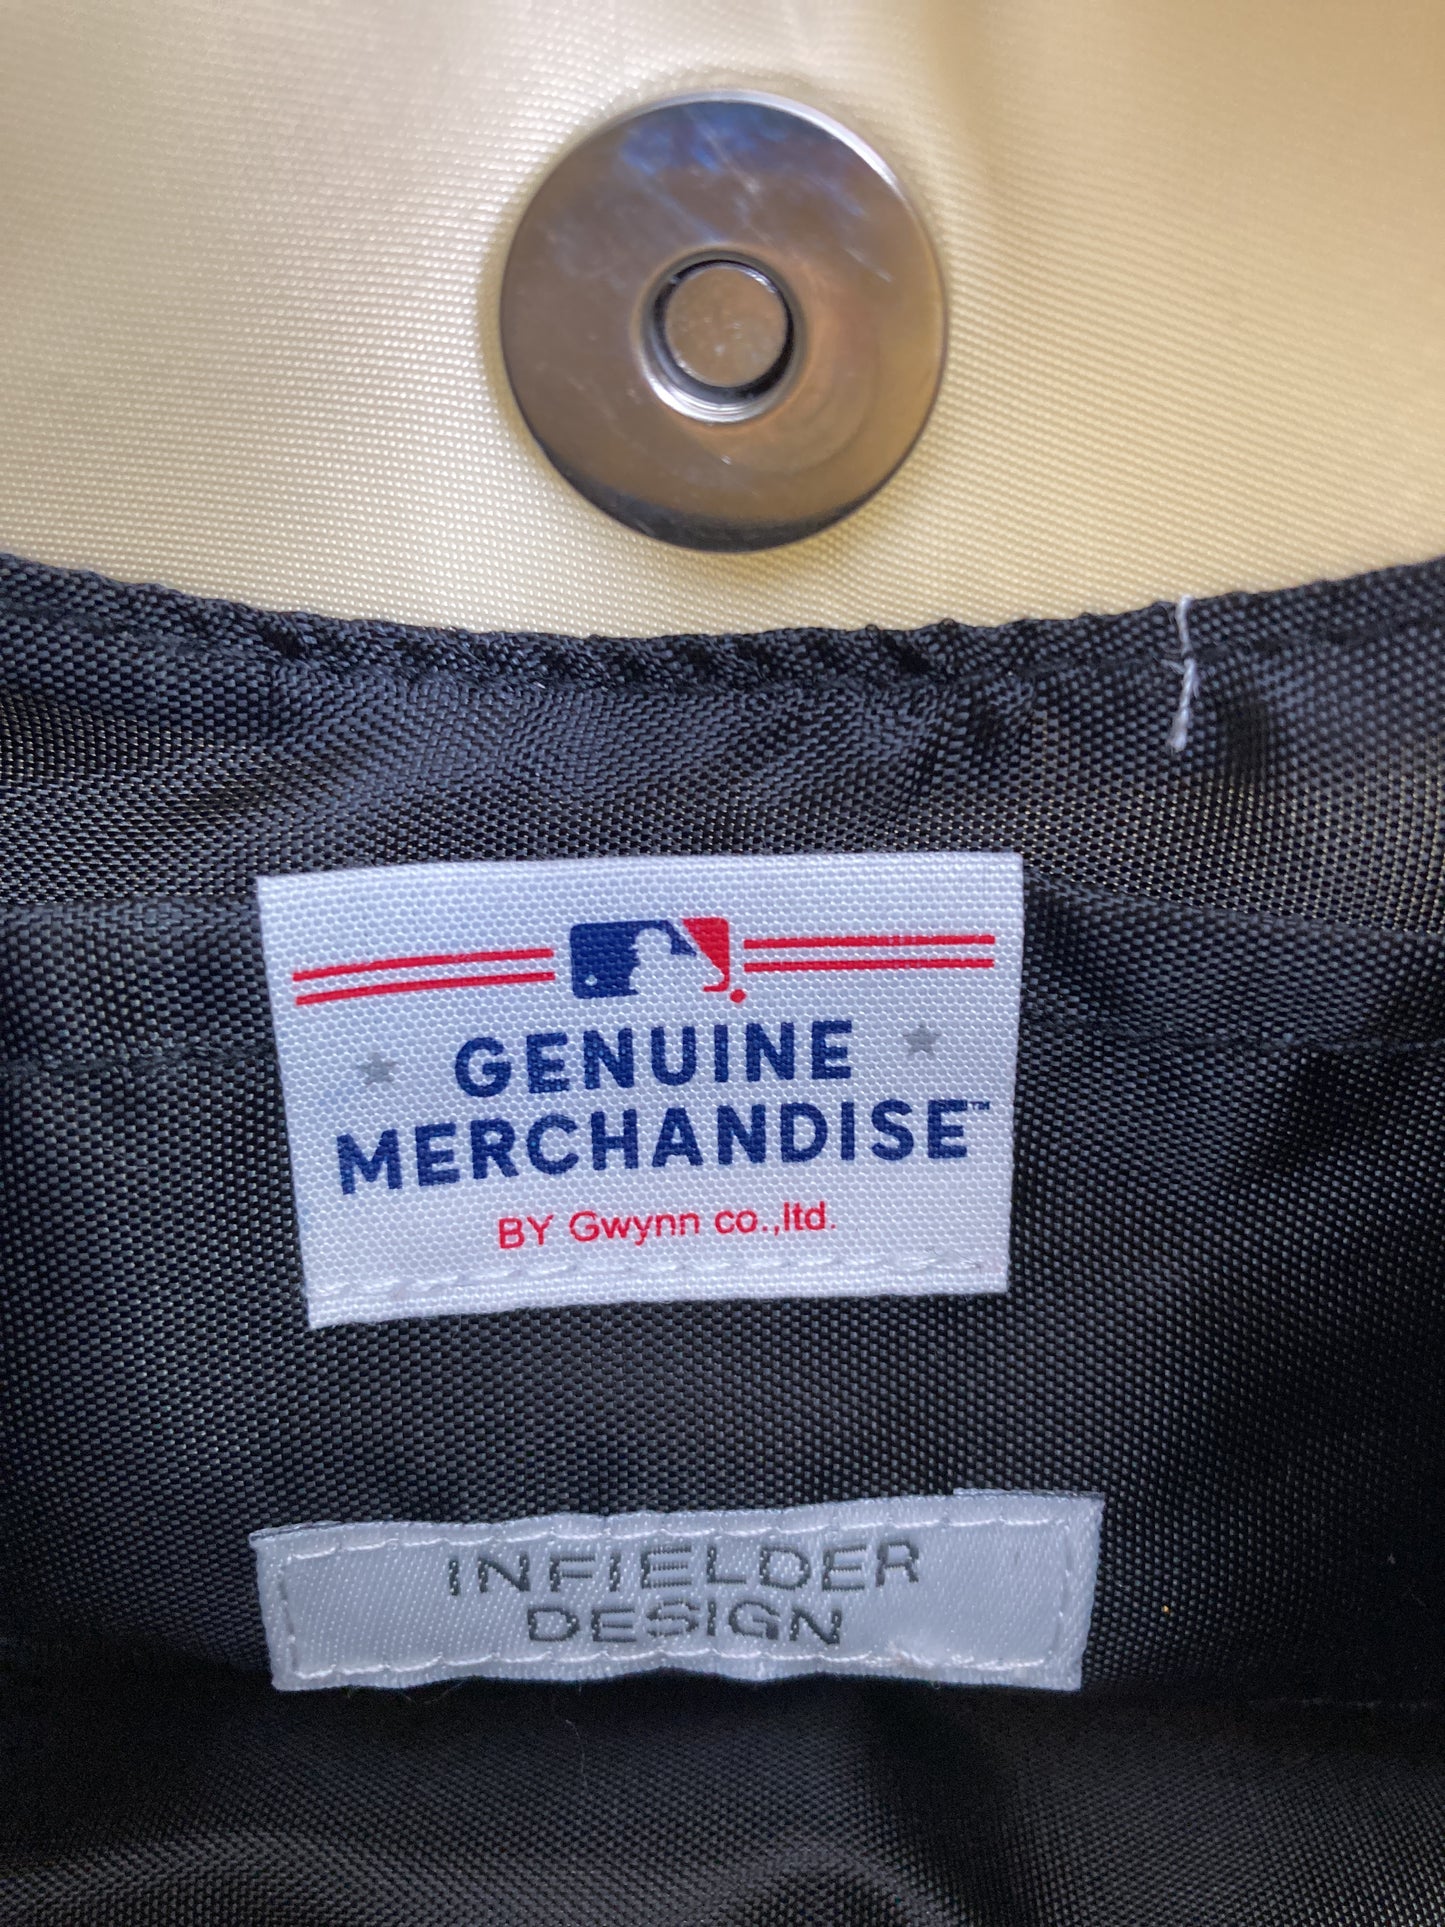 GENUINE
MERCHANDISE™
BY Gwynn co.,ltd.
INFIELDER
DESIGN